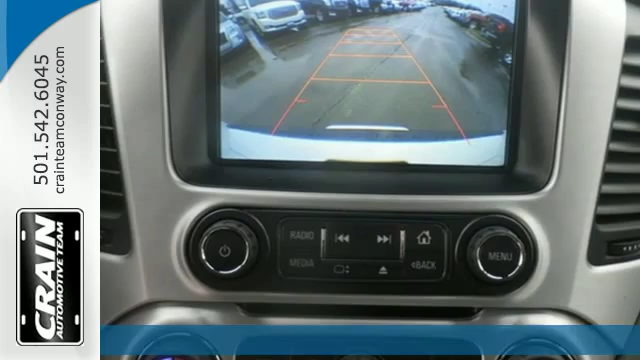 501.542.6045
crainteamconway.com
CRAIN
AUTOMOTIVE TEAM
RADIO
MEDIA
BACK
MENU